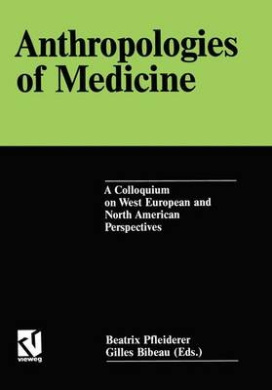 Anthropologies
of Medicine
A Colloquium
on West European and
North American
Perspectives
Beatrix Pfleiderer
Gilles Bibeau (Eds.)
vieweg